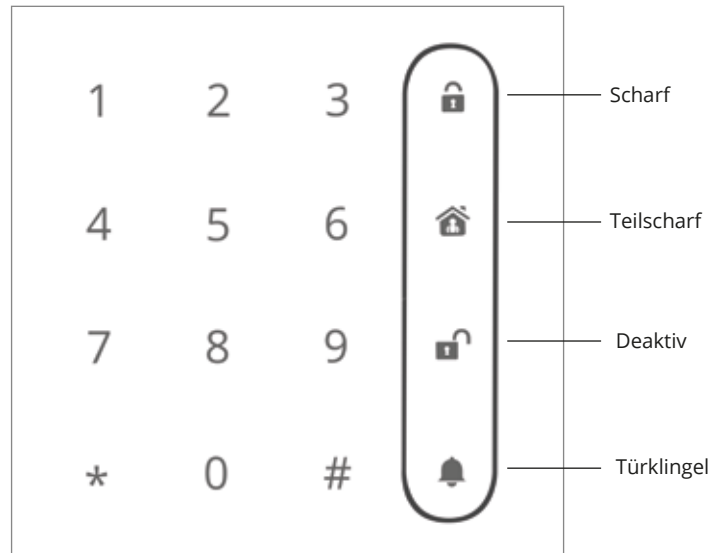 1 2 3 Scharf
4 5 6 Teilscharf
7 8 9 Deaktiv
* 0 # Türklingel